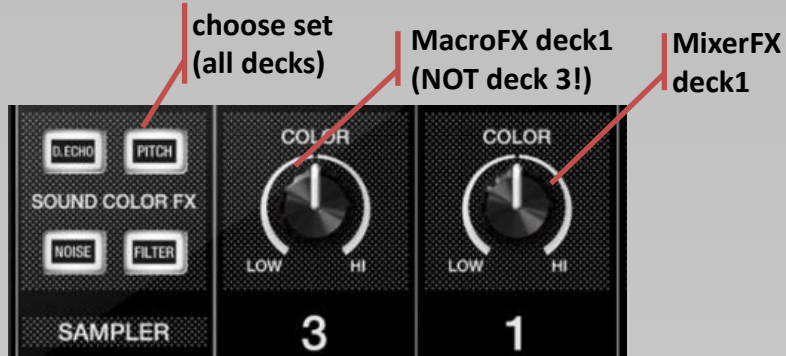 choose set
(all decks)
MacroFX deck1
(NOT deck 3!)
MixerFX
deck1
D.ECHO PITCH
SOUND COLOR FX
NOISE FILTER
SAMPLER
COLOR
LOW HI
3
COLOR
LOW HI
1